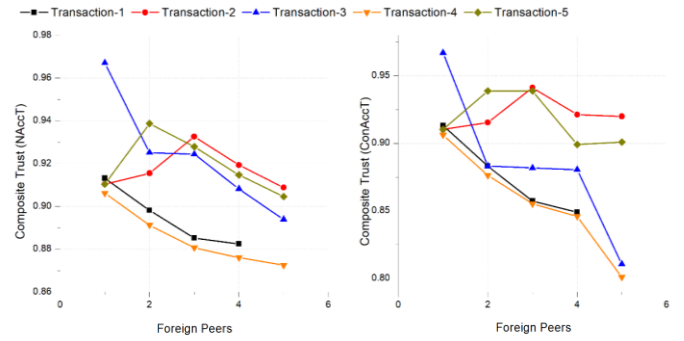 Transaction-1 Transaction-2 Transaction-3 Transaction-4 Transaction-5
Composite Trust (NAccT)
0.98
0.96
0.94
0.92
0.90
0.88
0.86
0 2 4 6
Foreign Peers
Composite Trust (ConAccT)
0.95
0.90
0.85
0.80
0 2 4 6
Foreign Peers